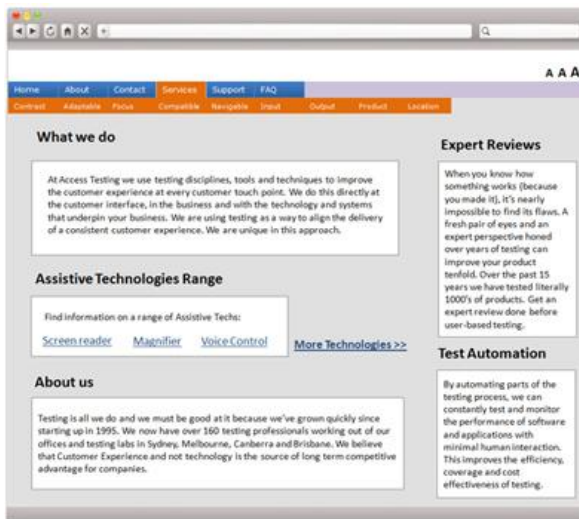 A A A
Home About Contact Services Support FAQ
Contrast Adaptable Focus Compatible Navigable Input Output Product Location
What we do
At Access Testing we use testing disciplines, tools and techniques to improve
the customer experience at every customer touch point. We do this directly at
the customer interface, in the business and with the technology and systems
that underpin your business. We are using testing as a way to align the delivery
of a consistent customer experience. We are unique in this approach.
Assistive Technologies Range
Find information on a range of Assistive Techs:
Screen reader Magnifier Voice Control
More Technologies >>
About us
Testing is all we do and we must be good at it because we've grown quickly since
starting up in 1995. We now have over 160 testing professionals working out of our
offices and testing labs in Sydney, Melbourne, Canberra and Brisbane. We believe
that Customer Experience and not technology is the source of long term competitive
advantage for companies.
Expert Reviews
When you know how
something works (because
you made it), it's nearly
impossible to find its flaws. A
fresh pair of eyes and an
expert perspective honed
over years of testing can
improve your product
tenfold. Over the past 15
years we have tested literally
1000's of products. Get an
expert review done before
user-based testing.
Test Automation
By automating parts of the
testing process, we can
constantly test and monitor
the performance of software
and applications with
minimal human interaction.
This improves the efficiency,
coverage and cost
effectiveness of testing.